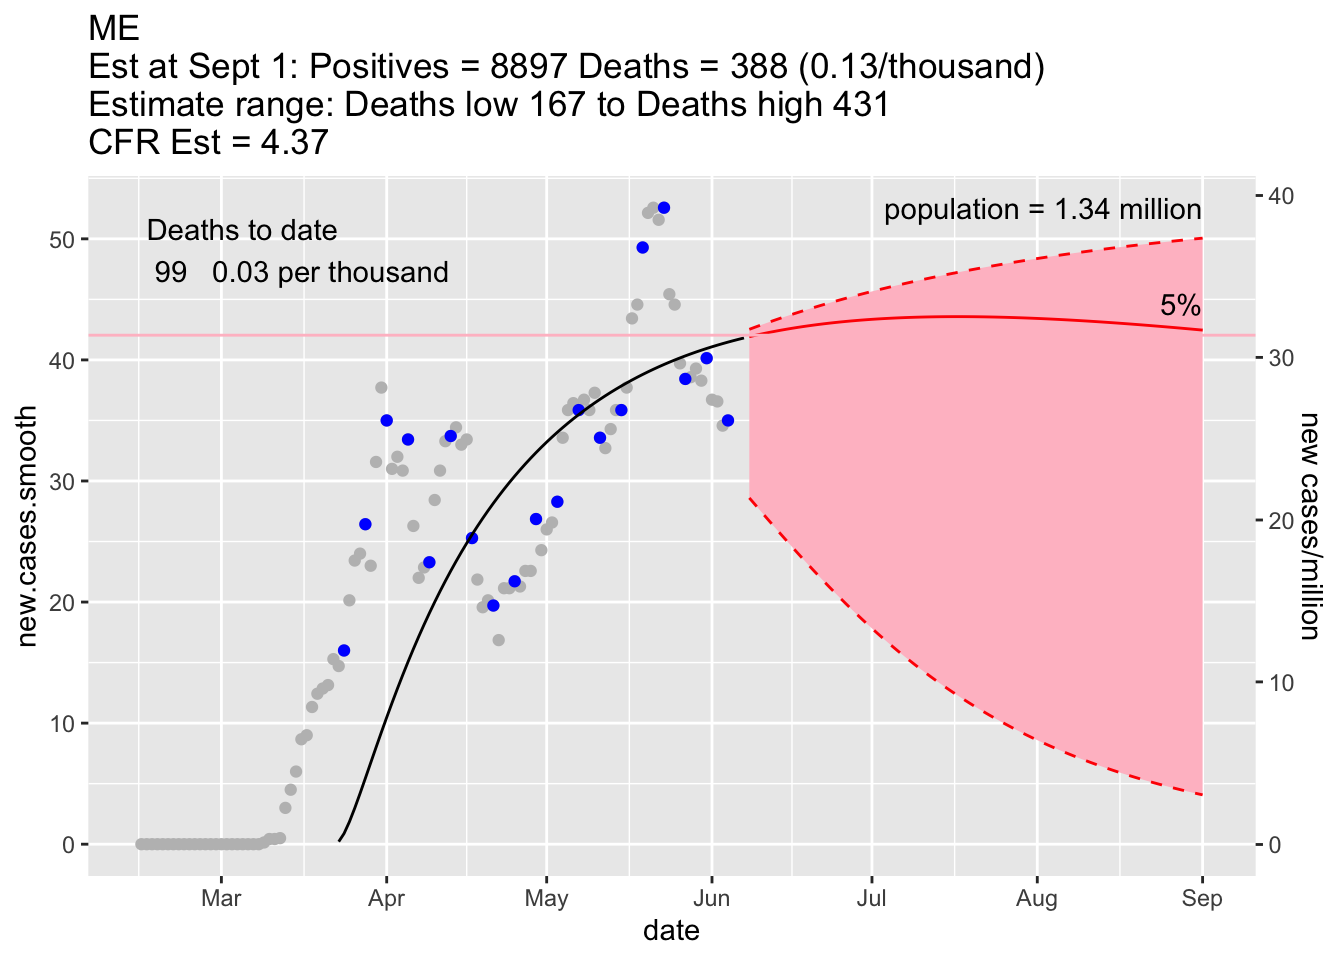 ME
Est at Sept 1: Positives = 8897 Deaths = 388 (0.13/thousand)
Estimate range: Deaths low 167 to Deaths high 431
CFR Est = 4.37
Deaths to date
99 0.03 per thousand
population = 1.34 million
5%
new.cases.smooth
50
40
30
20
10
0
40
30
20
10
0
new cases/million
Mar Apr May Jun Jul Aug Sep
date